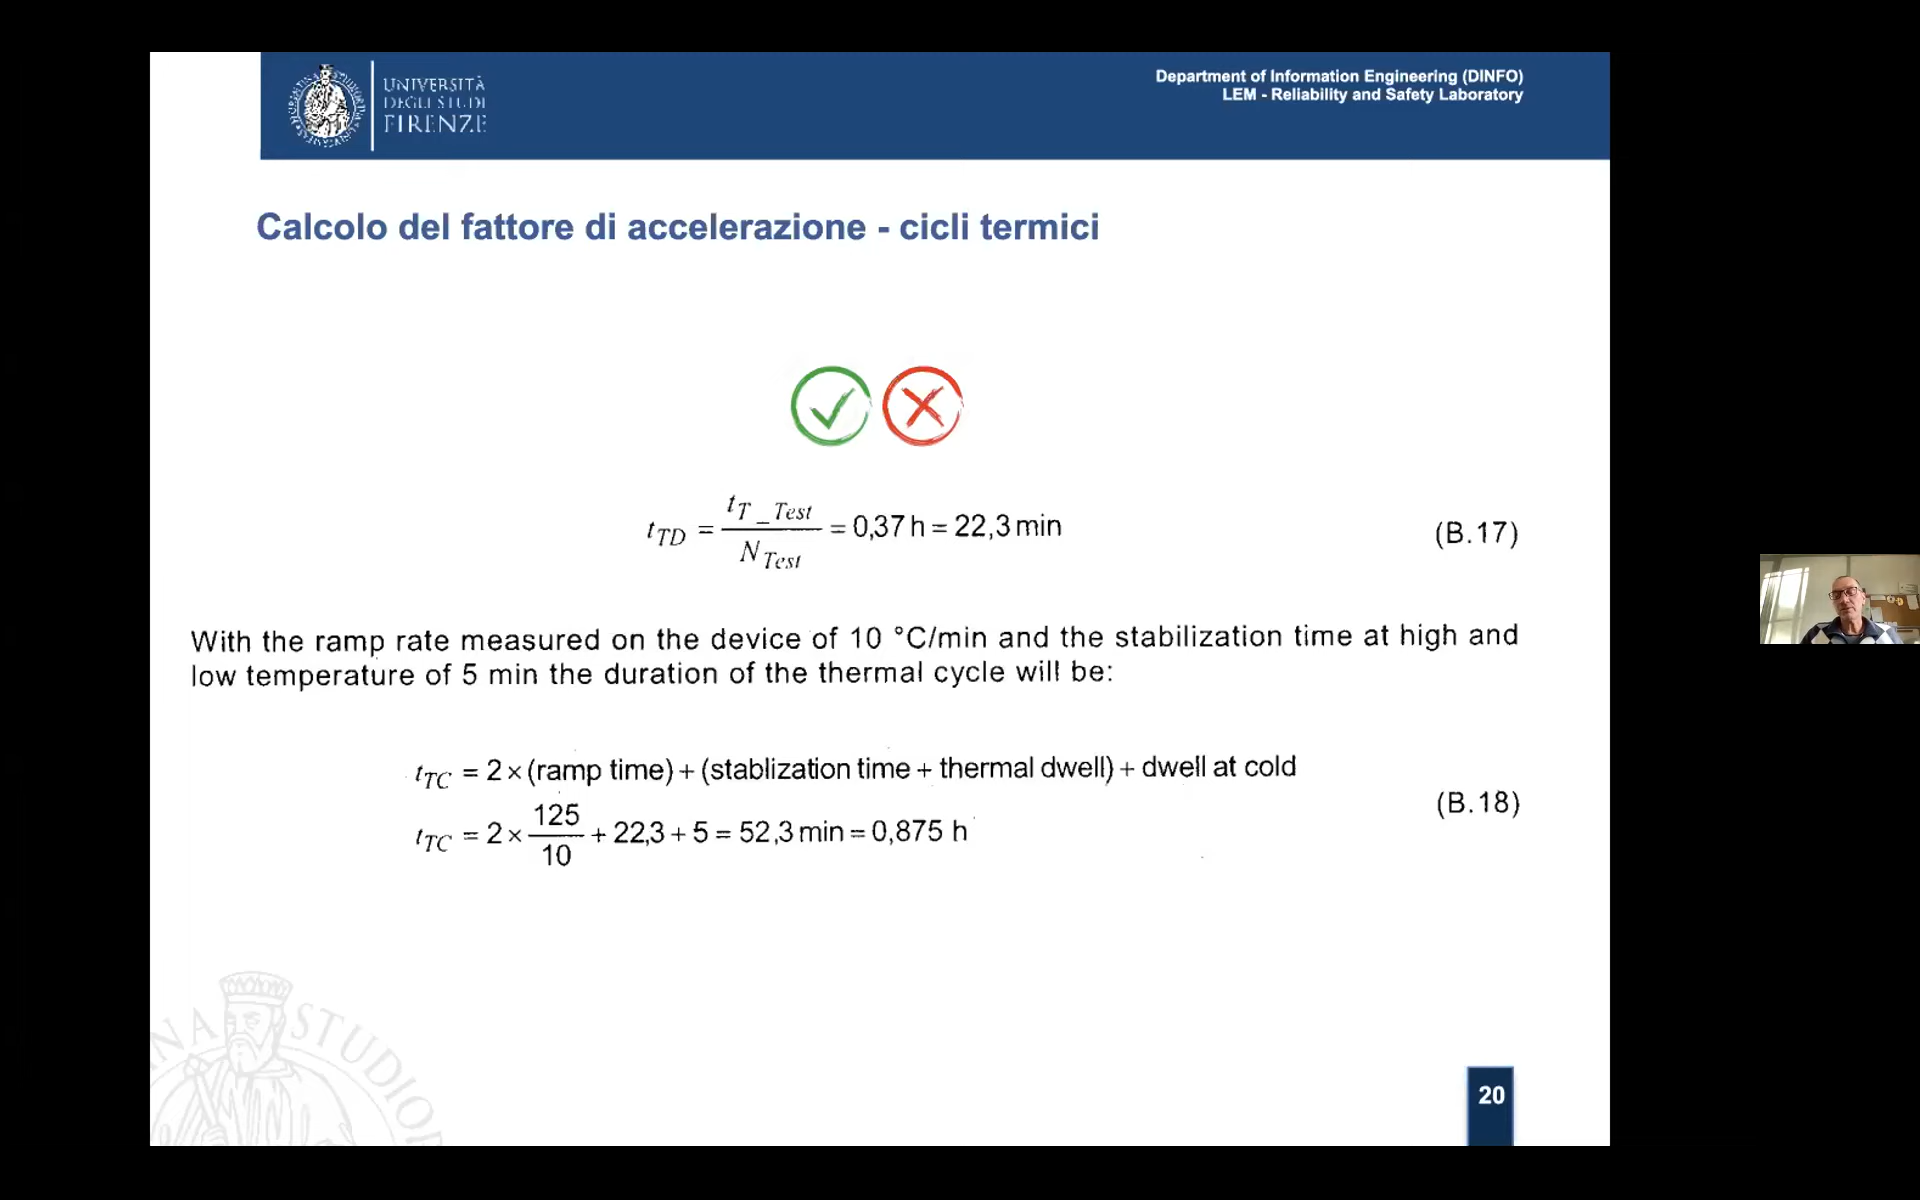 UNIVERSITÀ
DEGLI STUDI
FIRENZE
Department of Information Engineering (DINFO)
LEM - Reliability and Safety Laboratory
Calcolo del fattore di accelerazione - cicli termici
t_TD = t_T_Test / N_Test = 0,37 h = 22,3 min (B.17)
With the ramp rate measured on the device of 10 °C/min and the stabilization time at high and
low temperature of 5 min the duration of the thermal cycle will be:
t_TC = 2 × (ramp time) + (stablization time + thermal dwell) + dwell at cold
t_TC = 2 × 125 / 10 + 22,3 + 5 = 52,3 min = 0,875 h
(B.18)
STUDIO
20